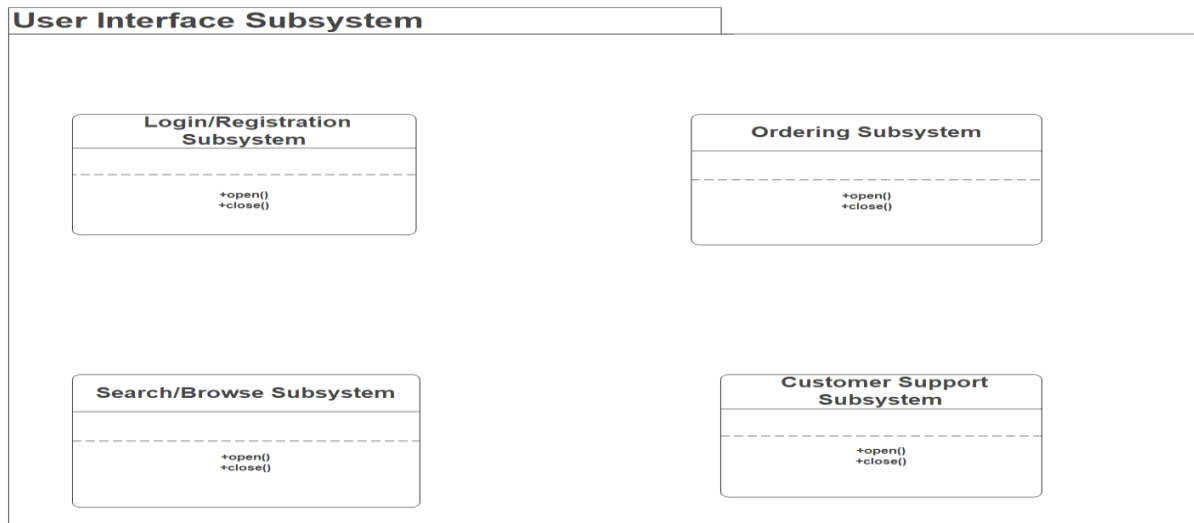 User Interface Subsystem
Login/Registration
Subsystem
+open()
+close()
Ordering Subsystem
+open()
+close()
Search/Browse Subsystem
+open()
+close()
Customer Support
Subsystem
+open()
+close()